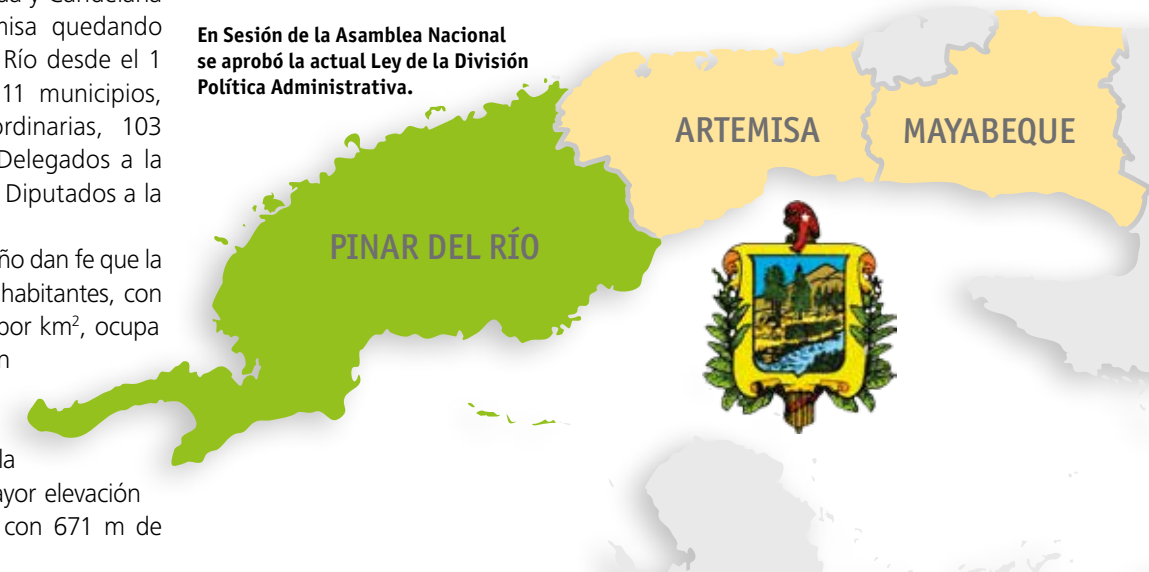 y Candelaria
misa quedando
Río desde el 1
11 municipios,
ordinarias, 103
Delegados a la
Diputados a la
ño dan fe que la
habitantes, con
por km², ocupa
n
la
ayor elevación
con 671 m de
En Sesión de la Asamblea Nacional
se aprobó la actual Ley de la División
Política Administrativa.
PINAR DEL RÍO
ARTEMISA
MAYABEQUE